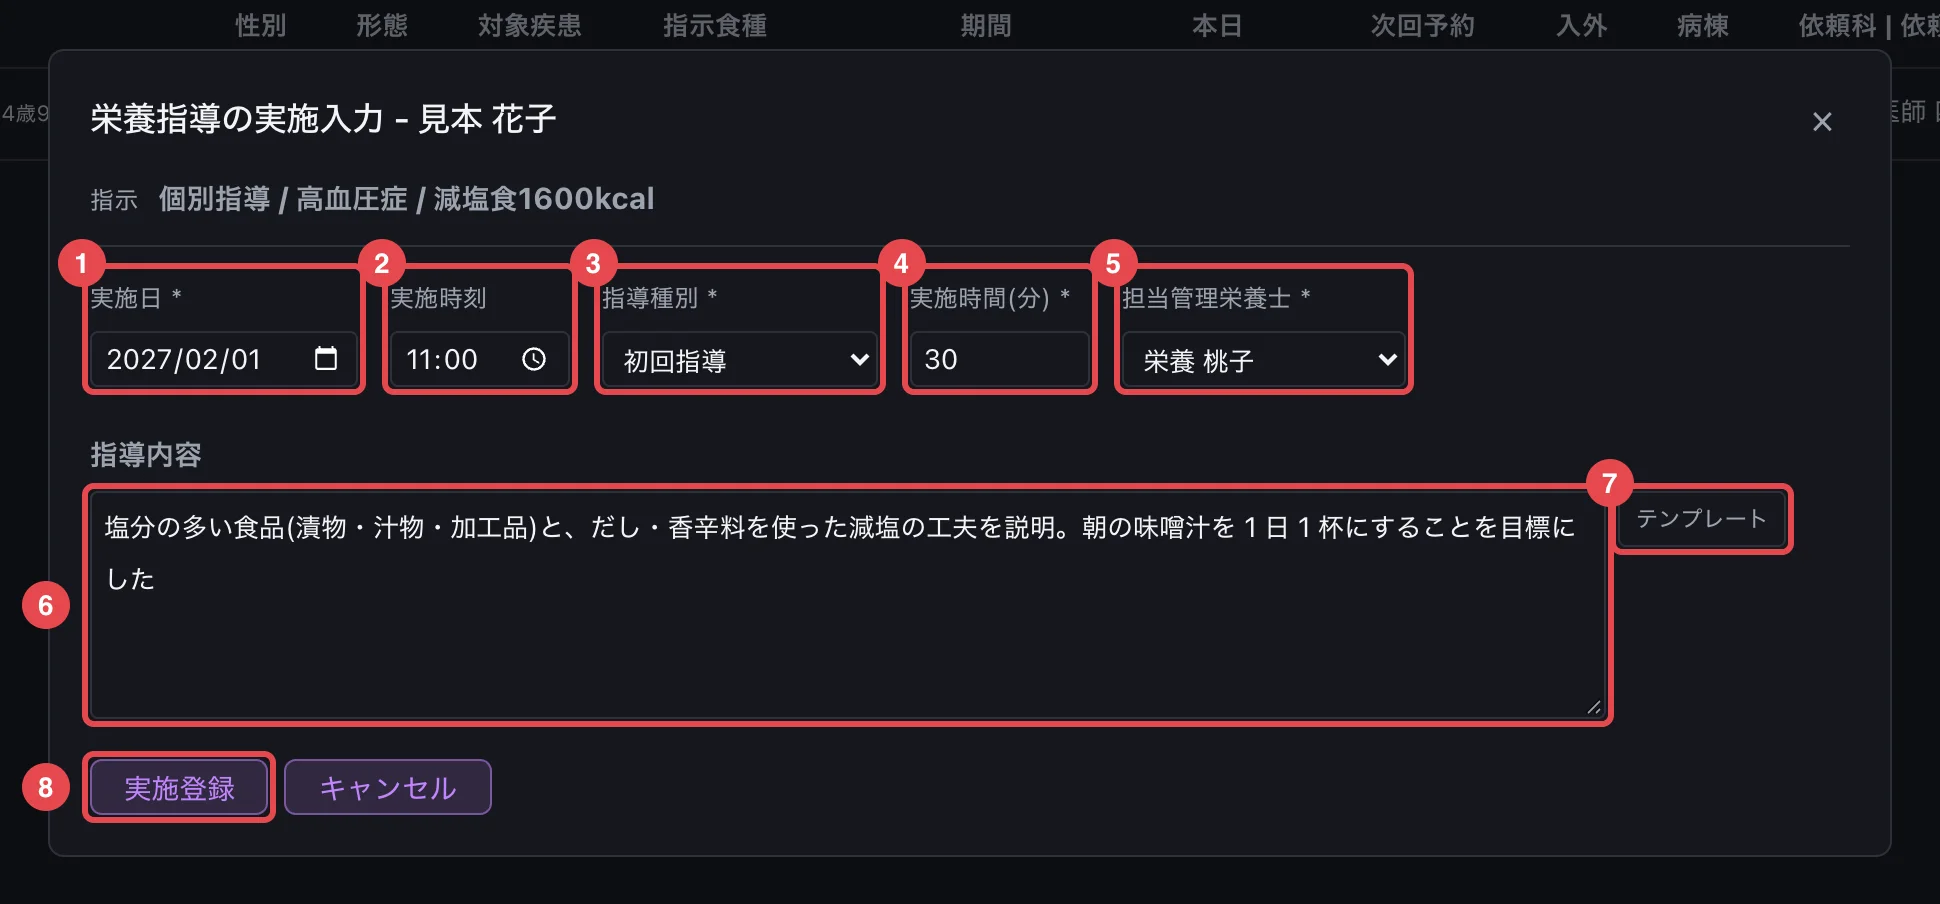 性別 形態 対象疾患 指示食種 期間 本日 次回予約 入外 病棟 依頼科 | 依頼
4歳9
医師
栄養指導の実施入力 - 見本 花子
×
指示 個別指導 / 高血圧症 / 減塩食1600kcal
1 2 3 4 5
実施日 * 実施時刻 指導種別 * 実施時間(分) * 担当管理栄養士 *
2027/02/01 11:00 初回指導 30 栄養 桃子
指導内容
7
塩分の多い食品(漬物・汁物・加工品)と、だし・香辛料を使った減塩の工夫を説明。朝の味噌汁を1日1杯にすることを目標に
した
テンプレート
6
8
実施登録 キャンセル